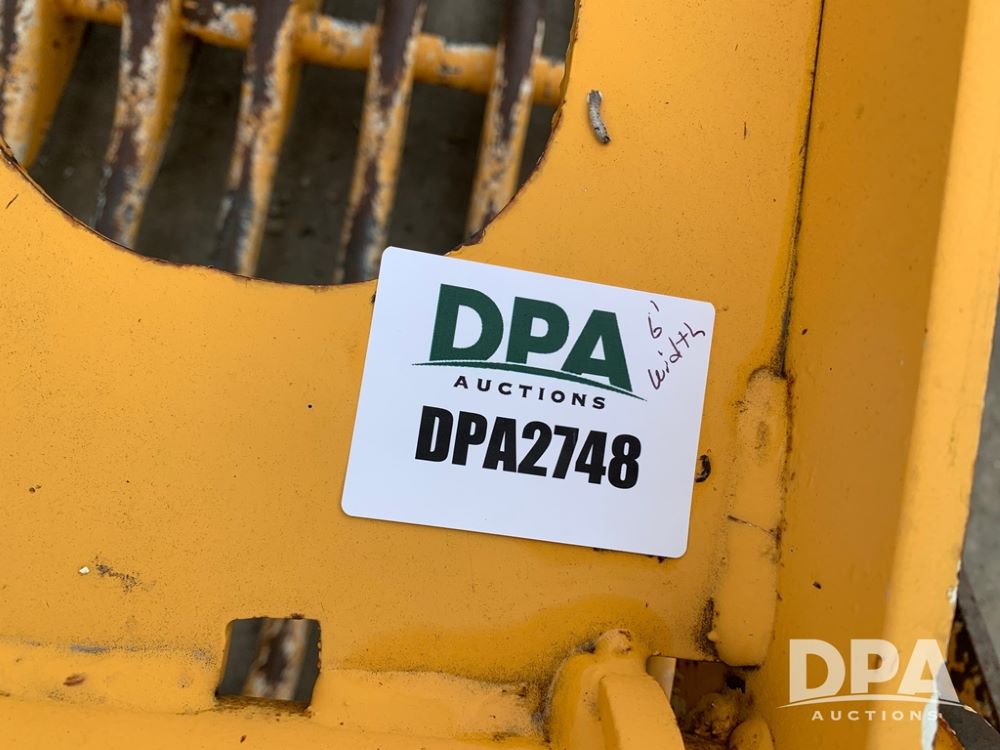 DPA
AUCTIONS
6'
width
DPA2748
DPA
AUCTIONS